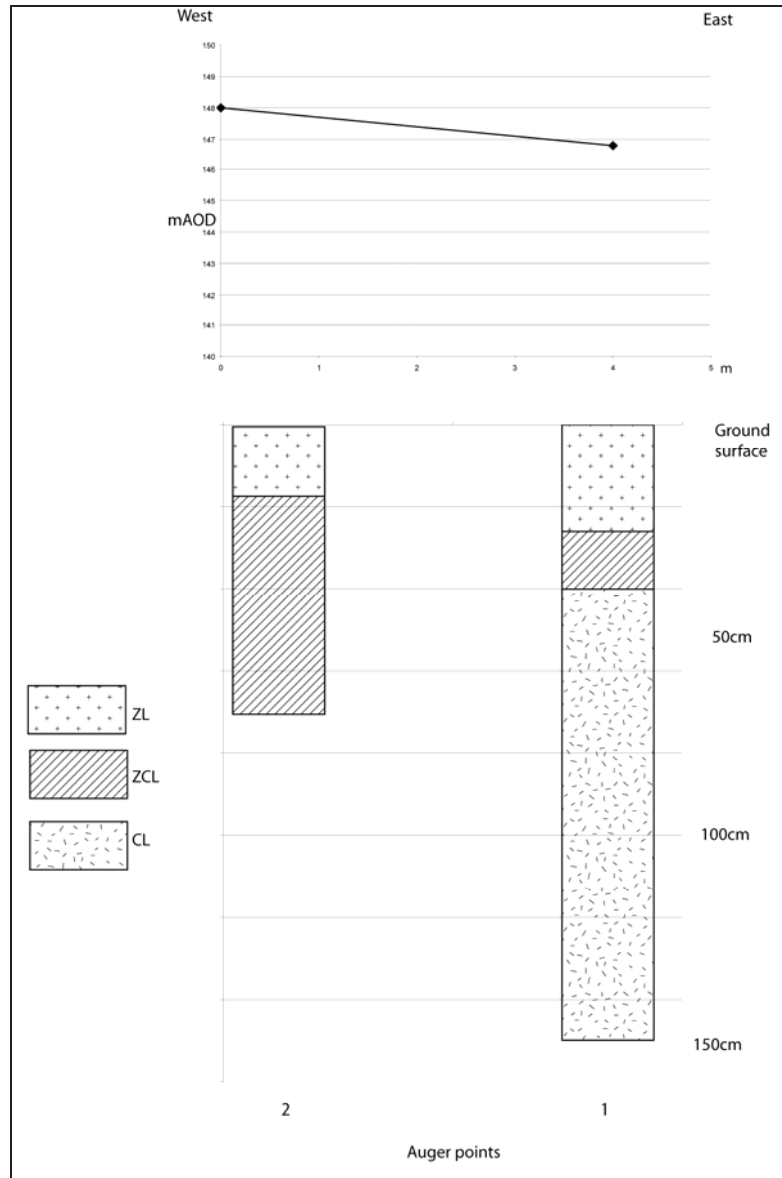 West
East
150
149
148
147
146
145
mAOD
144
143
142
141
140
0 1 2 3 4 5 m
Ground
surface
50cm
ZL
ZCL
100cm
CL
150cm
2 1
Auger points